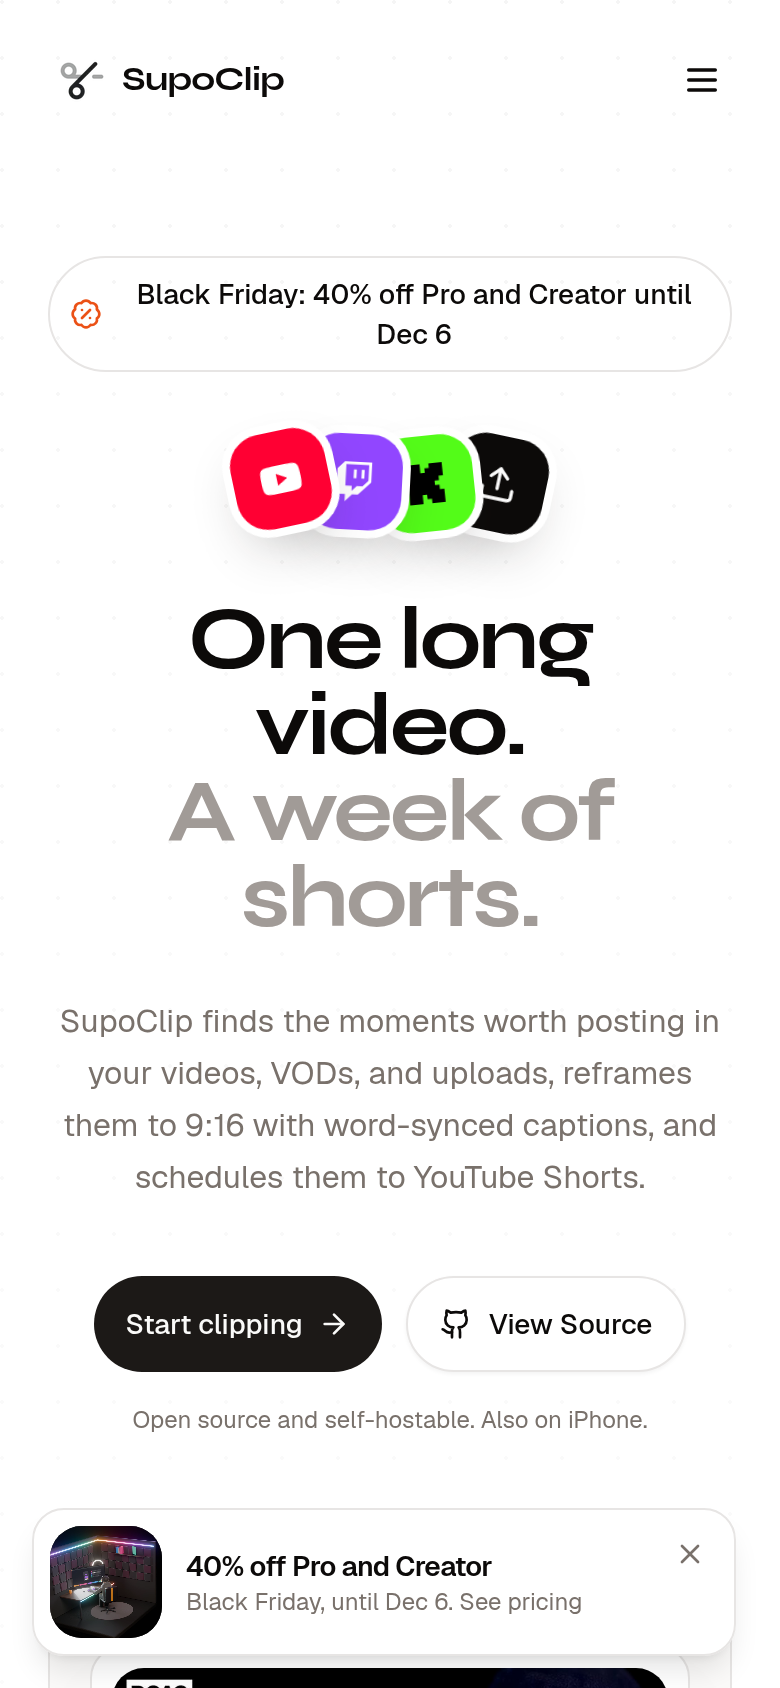 SupoClip
Black Friday: 40% off Pro and Creator until
Dec 6
One long
video.
A week of
shorts.
SupoClip finds the moments worth posting in
your videos, VODs, and uploads, reframes
them to 9:16 with word-synced captions, and
schedules them to YouTube Shorts.
Start clipping
View Source
Open source and self-hostable. Also on iPhone.
40% off Pro and Creator
Black Friday, until Dec 6. See pricing